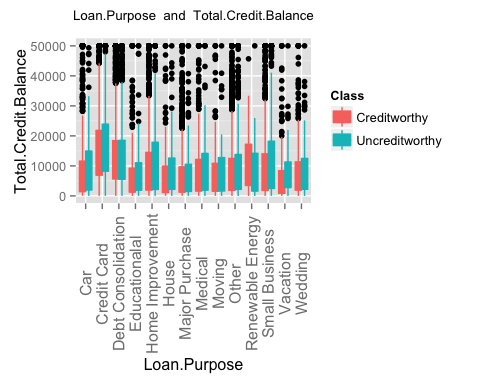 Loan.Purpose and Total.Credit.Balance
Total.Credit.Balance
50000
40000
30000
20000
10000
0
Car
Credit Card
Debt Consolidation
Educationalal
Home Improvement
House
Major Purchase
Medical
Moving
Other
Renewable Energy
Small Business
Vacation
Wedding
Loan.Purpose
Class
Creditworthy
Uncreditworthy